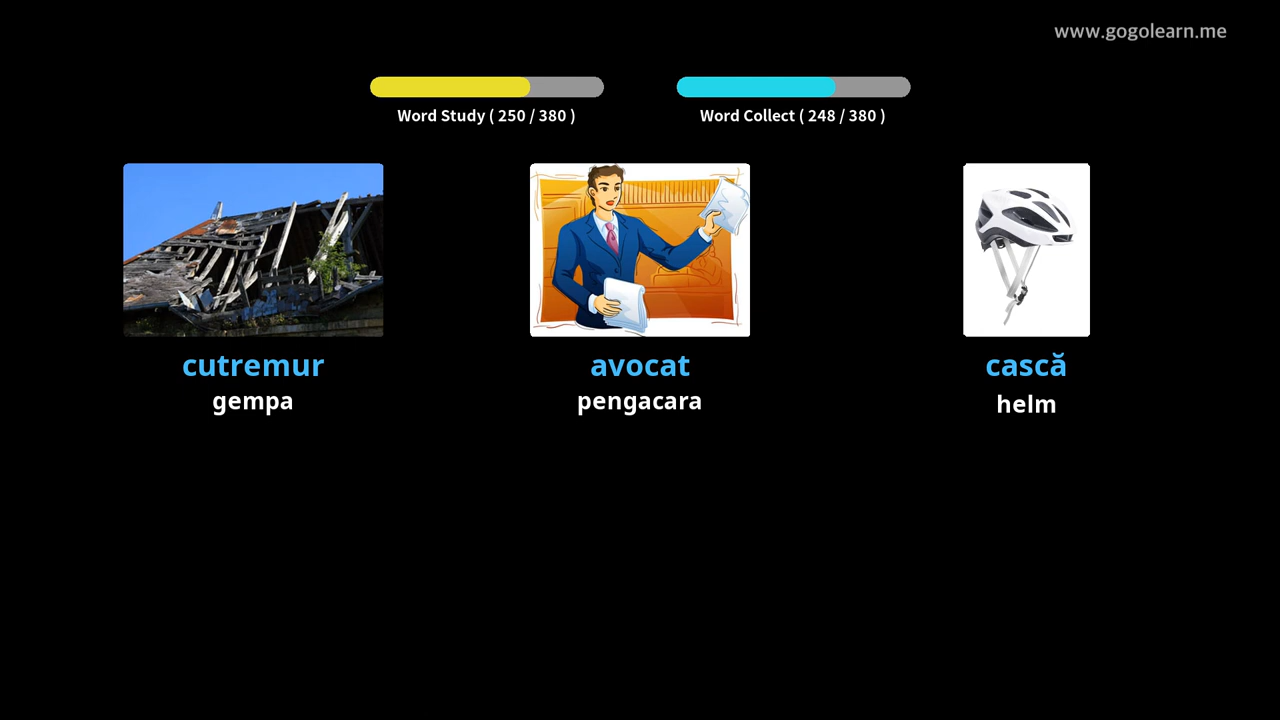 www.gogolearn.me
Word Study ( 250 / 380 )
Word Collect ( 248 / 380 )
cutremur
gempa
avocat
pengacara
cască
helm